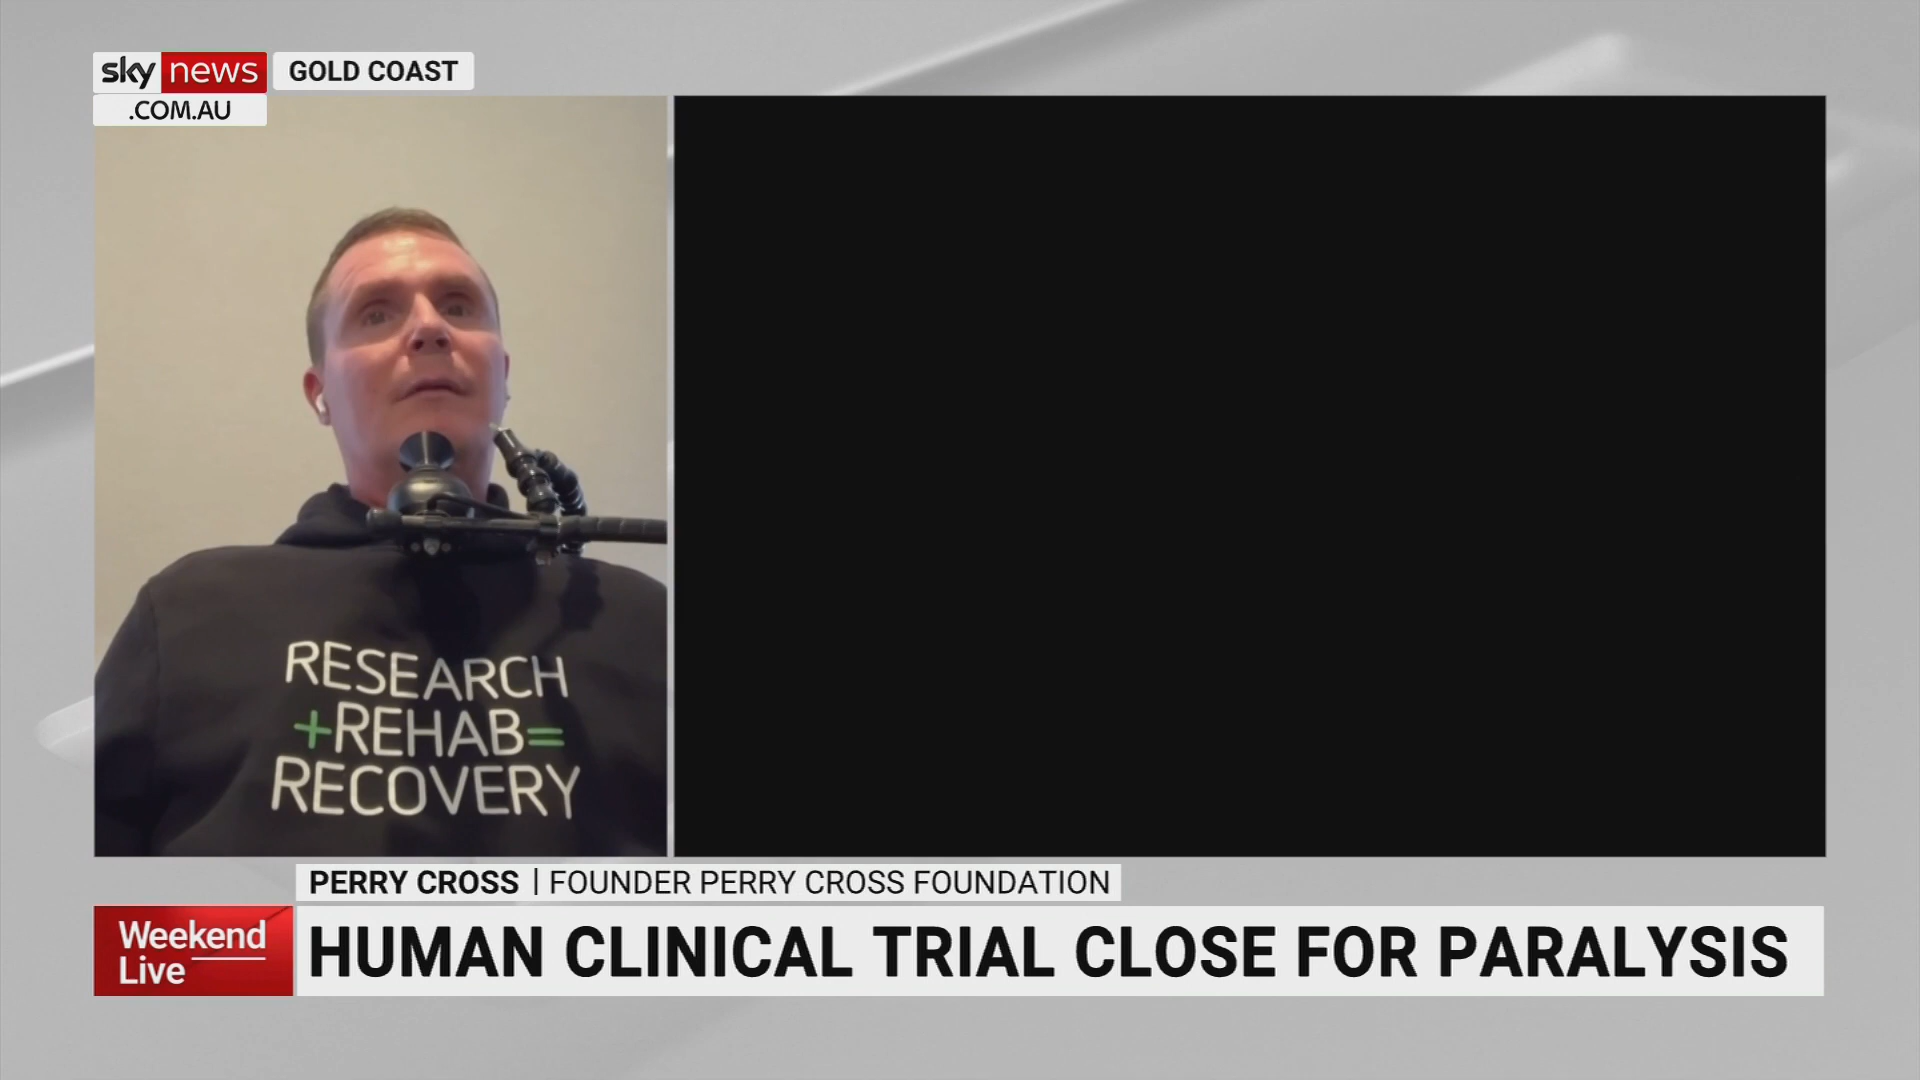 sky news
.COM.AU
GOLD COAST
RESEARCH
+REHAB=
RECOVERY
PERRY CROSS | FOUNDER PERRY CROSS FOUNDATION
Weekend
Live
HUMAN CLINICAL TRIAL CLOSE FOR PARALYSIS